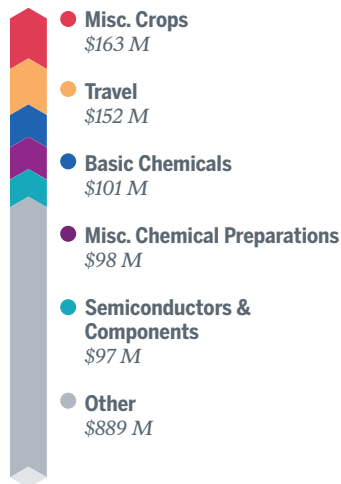 Misc. Crops
$163 M
Travel
$152 M
Basic Chemicals
$101 M
Misc. Chemical Preparations
$98 M
Semiconductors &
Components
$97 M
Other
$889 M